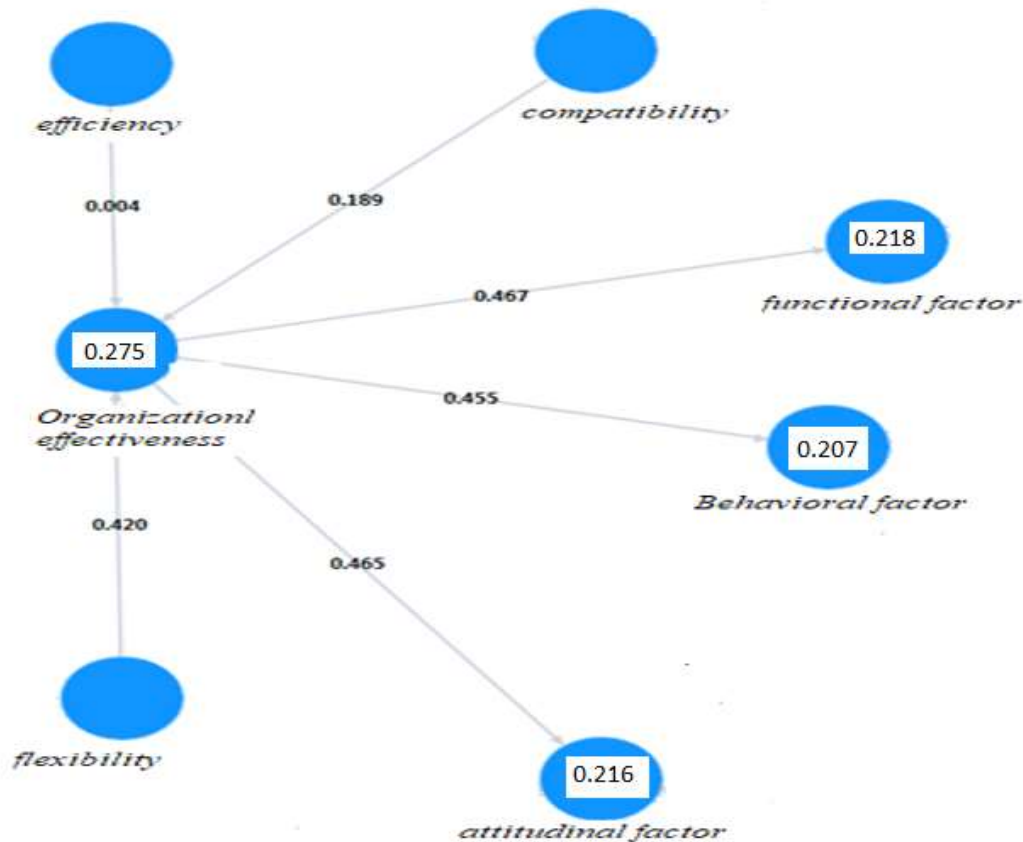 efficiency
compatibility
0.004
0.189
0.218
functional factor
0.467
0.275
0.455
Organizationl
effectiveness
0.207
Behavioral factor
0.420
0.465
flexibility
0.216
attitudinal factor